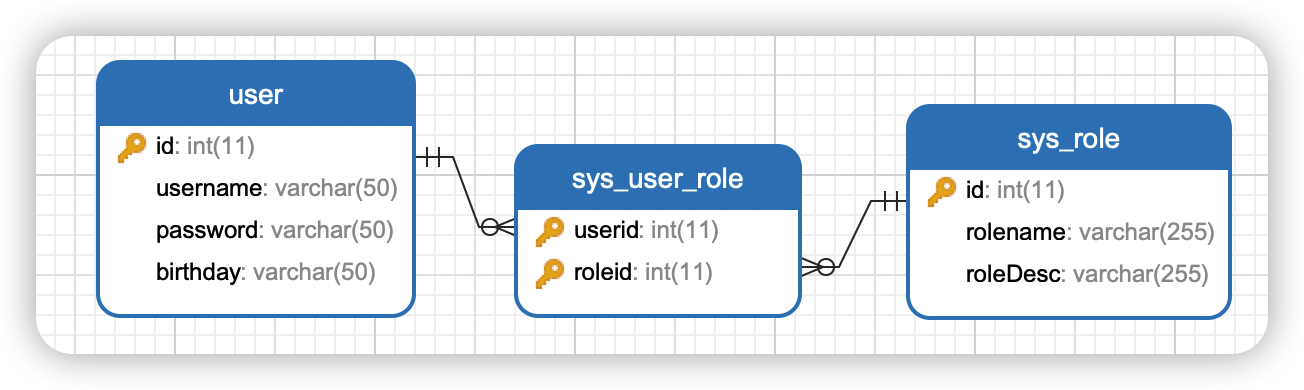 user
id: int(11)
username: varchar(50)
password: varchar(50)
birthday: varchar(50)
sys_user_role
userid: int(11)
roleid: int(11)
sys_role
id: int(11)
rolename: varchar(255)
roleDesc: varchar(255)